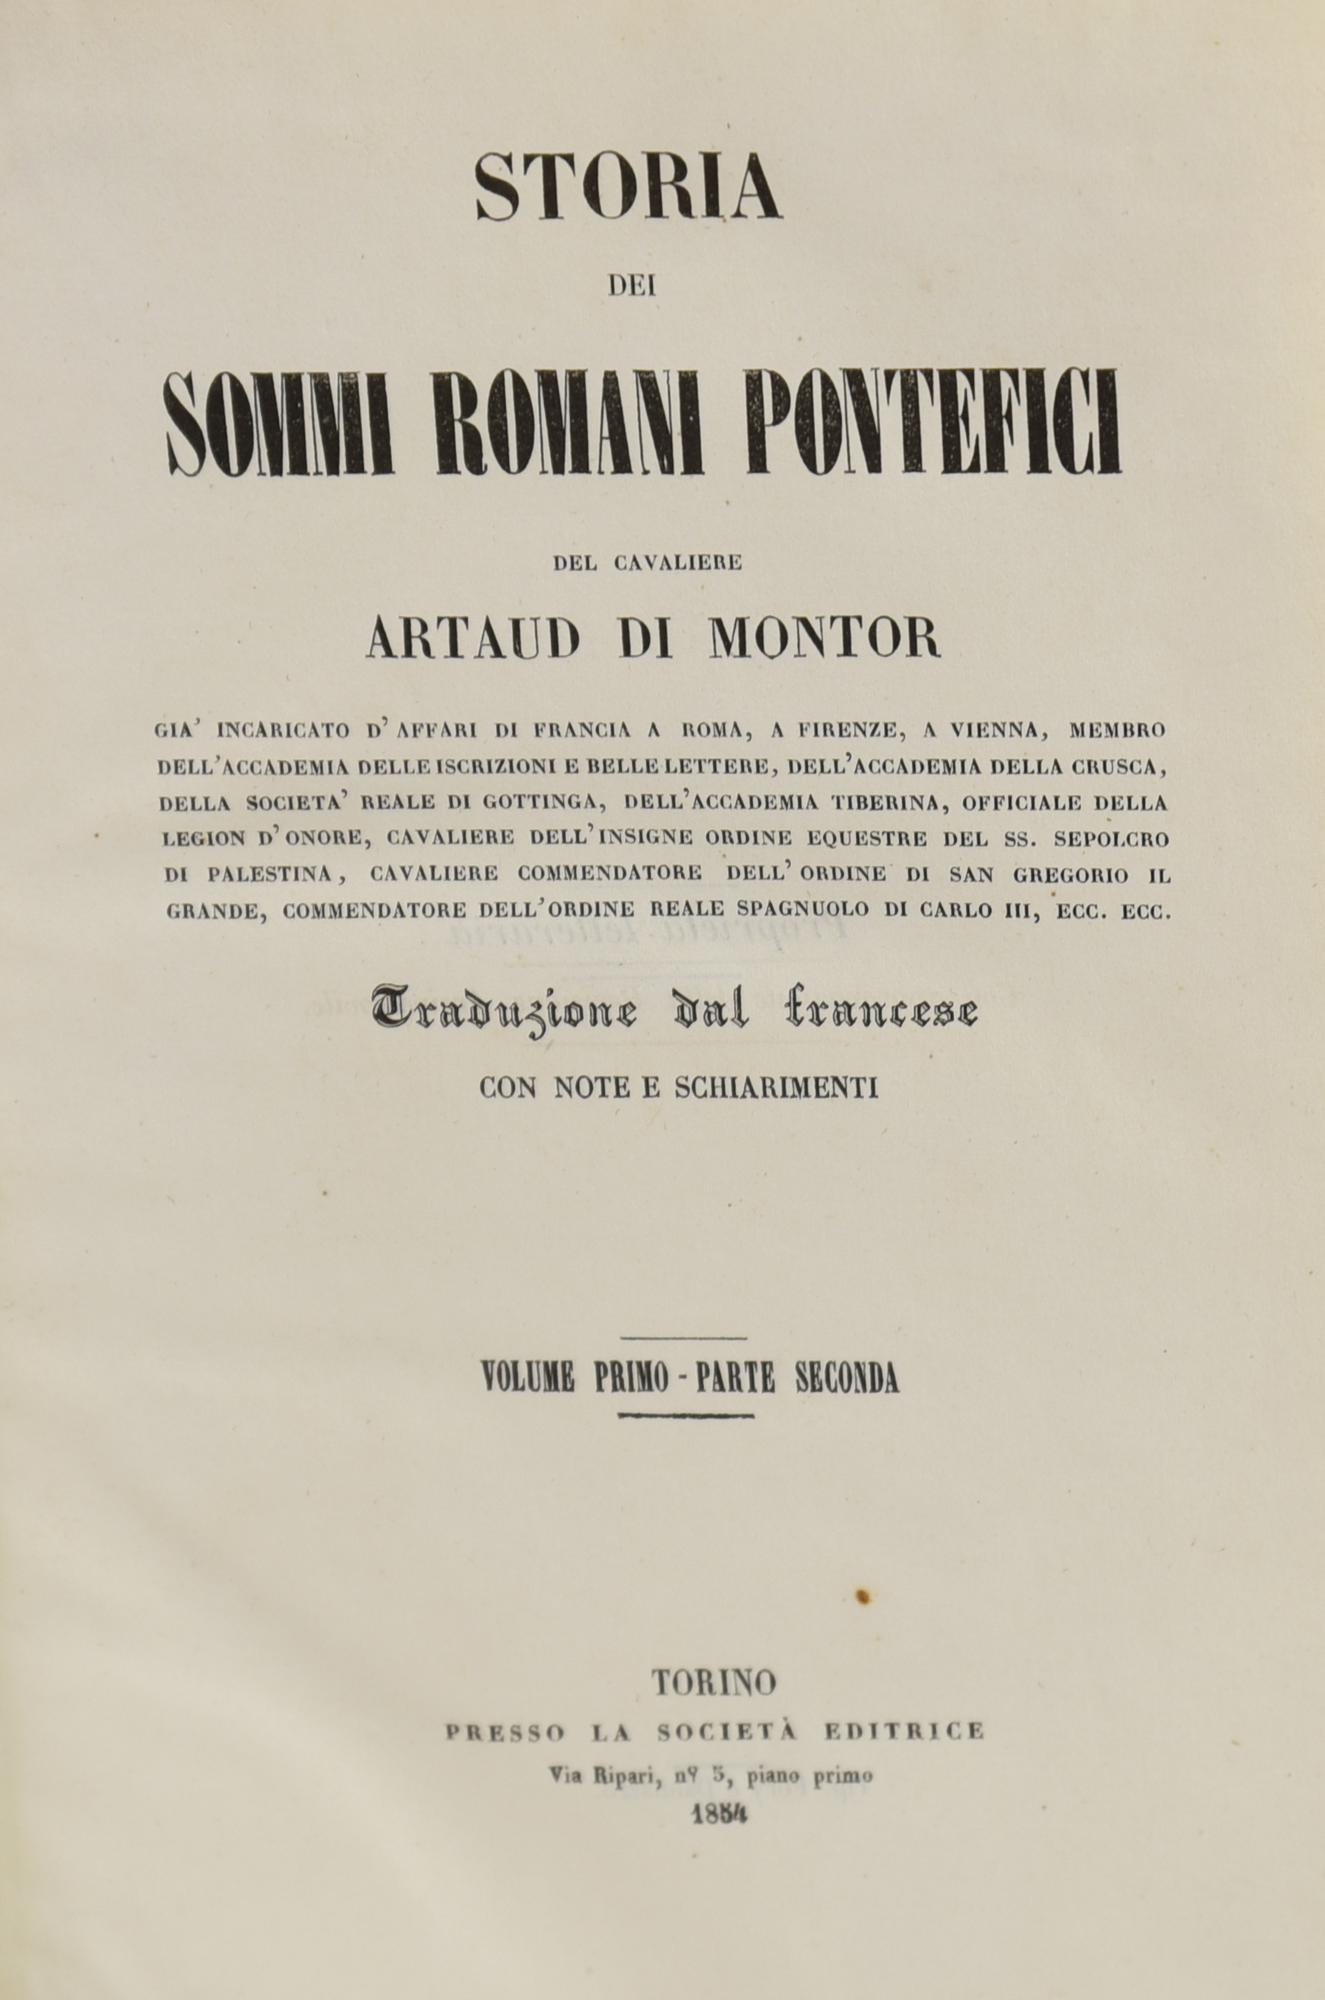 STORIA
DEI
SOMMI ROMANI PONTEFICI
DEL CAVALIERE
ARTAUD DI MONTOR
GIA' INCARICATO D'AFFARI DI FRANCIA A ROMA, A FIRENZE, A VIENNA, MEMBRO
DELL'ACCADEMIA DELLE ISCRIZIONI E BELLE LETTERE, DELL'ACCADEMIA DELLA CRUSCA,
DELLA SOCIETA' REALE DI GOTTINGA, DELL'ACCADEMIA TIBERINA, OFFICIALE DELLA
LEGION D'ONORE, CAVALIERE DELL'INSIGNE ORDINE EQUESTRE DEL SS. SEPOLCRO
DI PALESTINA, CAVALIERE COMMENDATORE DELL'ORDINE DI SAN GREGORIO IL
GRANDE, COMMENDATORE DELL'ORDINE REALE SPAGNUOLO DI CARLO III, ECC. ECC.
Traduzione dal francese
CON NOTE E SCHIARIMENTI
VOLUME PRIMO - PARTE SECONDA
TORINO
PRESSO LA SOCIETÀ EDITRICE
Via Ripari, nº 5, piano primo
1854